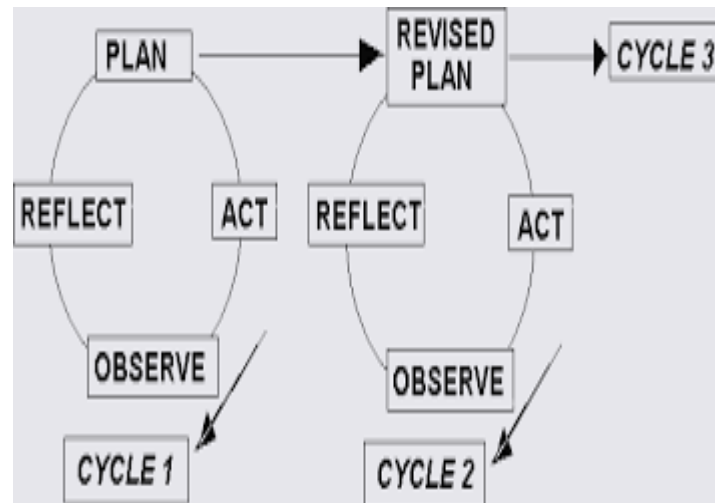 PLAN
REVISED
PLAN
CYCLE 3
REFLECT
ACT
REFLECT
ACT
OBSERVE
OBSERVE
CYCLE 1
CYCLE 2